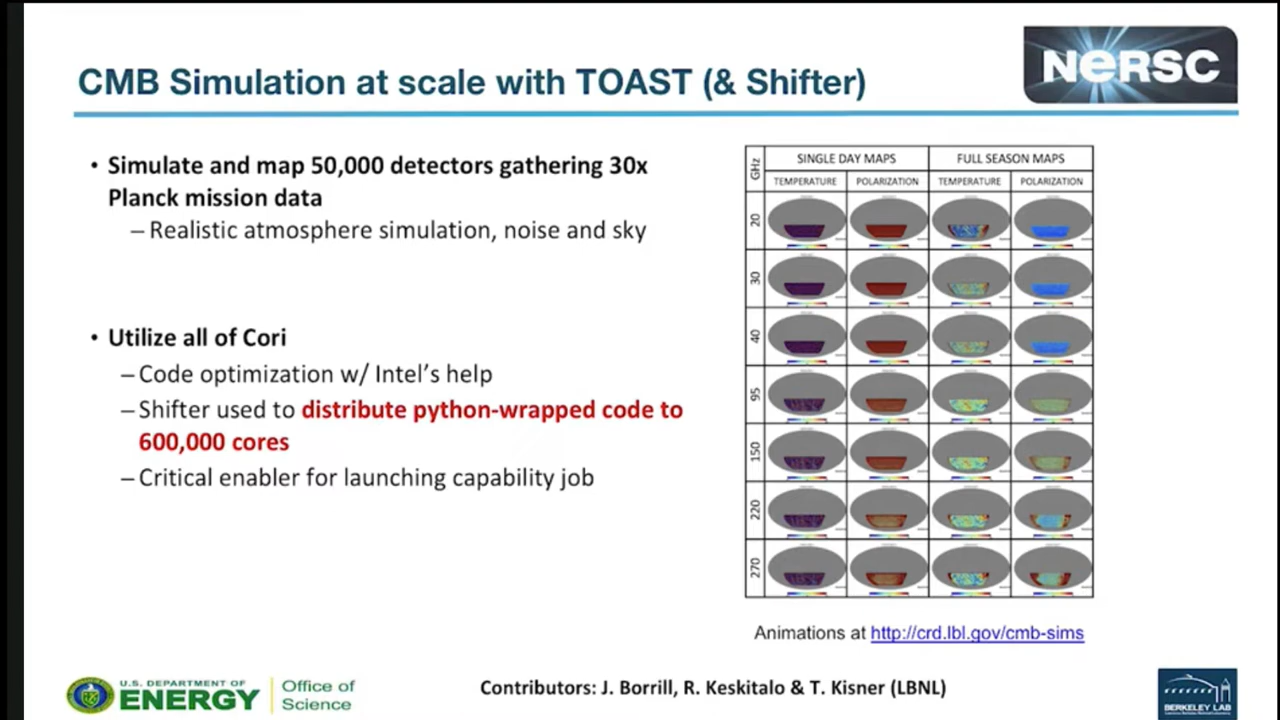 NERSC
CMB Simulation at scale with TOAST (& Shifter)
• Simulate and map 50,000 detectors gathering 30x
Planck mission data
– Realistic atmosphere simulation, noise and sky
• Utilize all of Cori
– Code optimization w/ Intel's help
– Shifter used to distribute python-wrapped code to
600,000 cores
– Critical enabler for launching capability job
GHz
SINGLE DAY MAPS
FULL SEASON MAPS
TEMPERATURE
POLARIZATION
TEMPERATURE
POLARIZATION
20
30
40
95
150
220
270
Animations at http://crd.lbl.gov/cmb-sims
U.S. DEPARTMENT OF
ENERGY
Office of
Science
Contributors: J. Borrill, R. Keskitalo & T. Kisner (LBNL)
BERKELEY LAB